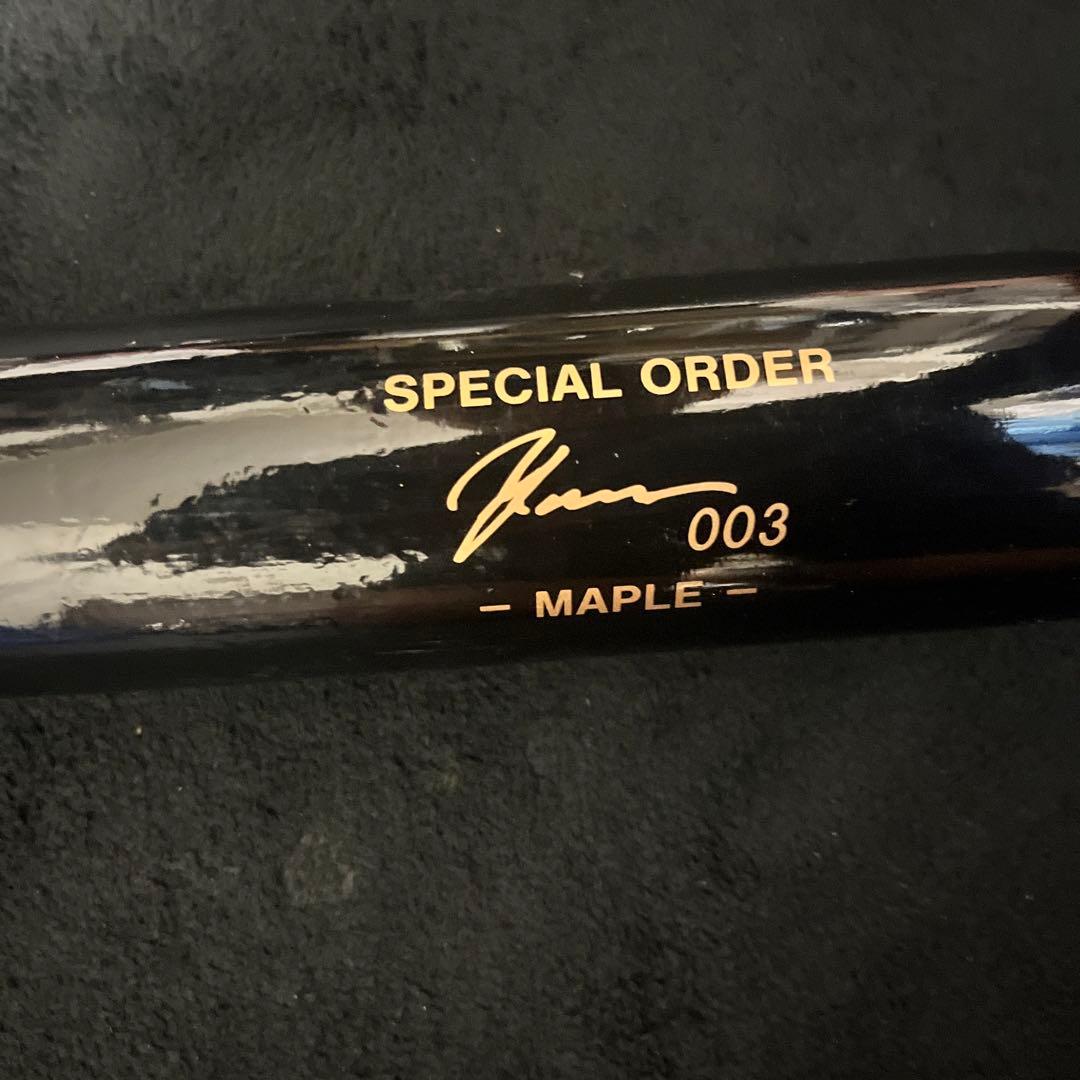 SPECIAL ORDER
003
- MAPLE -